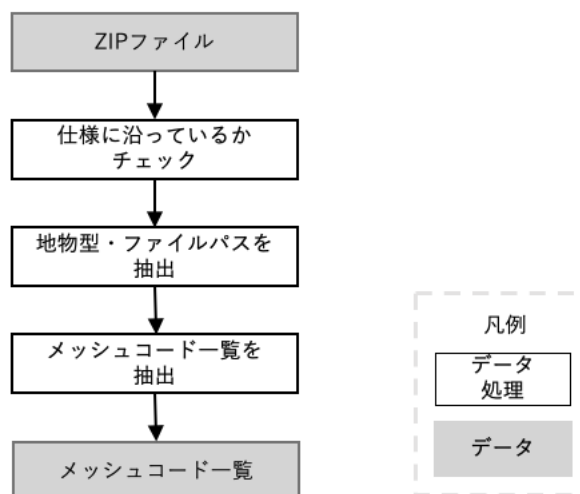 ZIPファイル
仕様に沿っているか
チェック
地物型・ファイルパスを
抽出
メッシュコード一覧を
抽出
メッシュコード一覧
凡例
データ
処理
データ